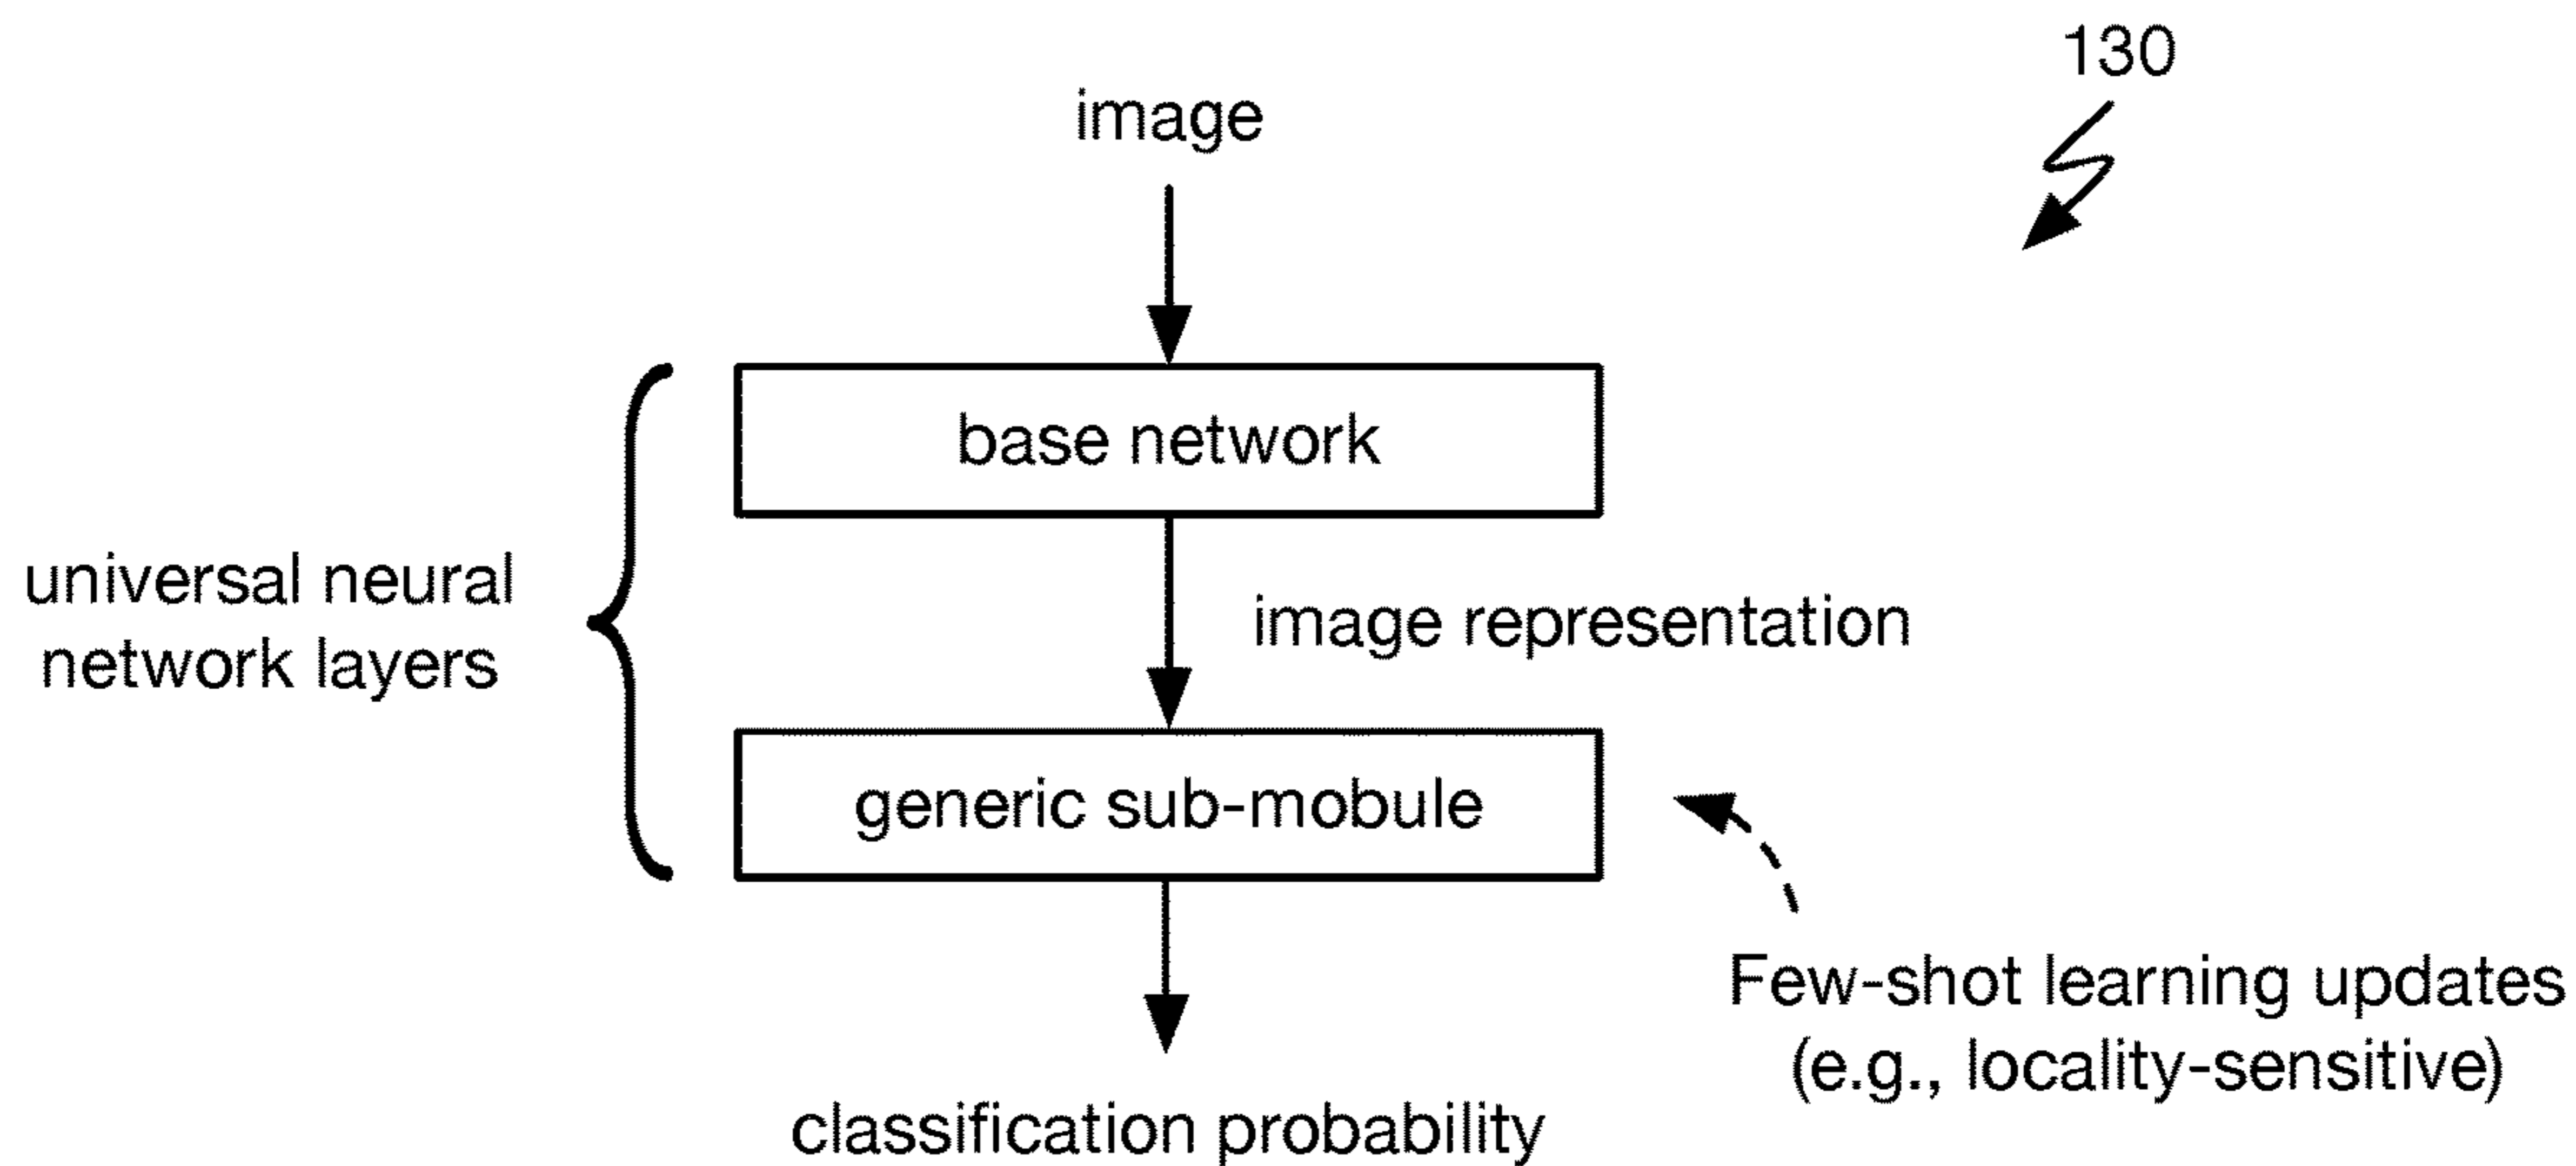 130
image
base network
universal neural
network layers
image representation
generic sub-mobule
Few-shot learning updates
(e.g., locality-sensitive)
classification probability